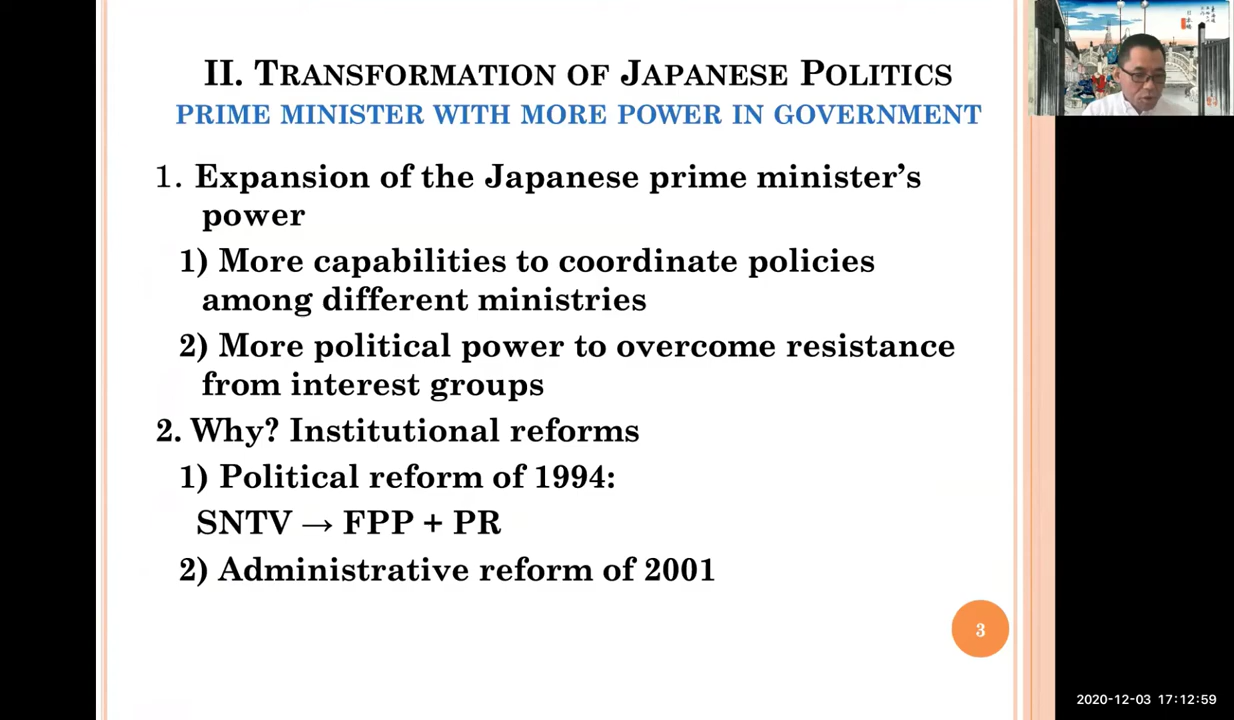 II. TRANSFORMATION OF JAPANESE POLITICS
PRIME MINISTER WITH MORE POWER IN GOVERNMENT
1. Expansion of the Japanese prime minister's
power
1) More capabilities to coordinate policies
among different ministries
2) More political power to overcome resistance
from interest groups
2. Why? Institutional reforms
1) Political reform of 1994:
SNTV → FPP + PR
2) Administrative reform of 2001
3
2020-12-03 17:12:59